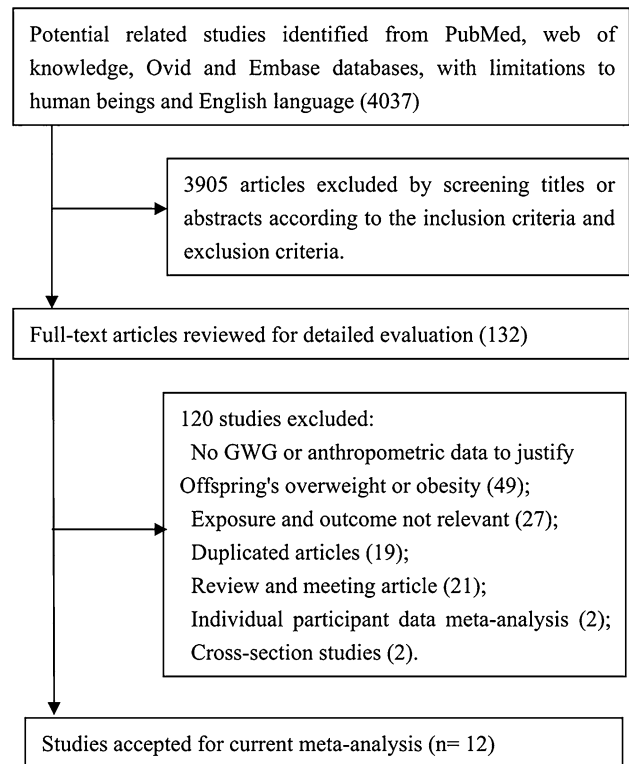 Potential related studies identified from PubMed, web of
knowledge, Ovid and Embase databases, with limitations to
human beings and English language (4037)
3905 articles excluded by screening titles or
abstracts according to the inclusion criteria and
exclusion criteria.
Full-text articles reviewed for detailed evaluation (132)
120 studies excluded:
No GWG or anthropometric data to justify
Offspring's overweight or obesity (49);
Exposure and outcome not relevant (27);
Duplicated articles (19);
Review and meeting article (21);
Individual participant data meta-analysis (2);
Cross-section studies (2).
Studies accepted for current meta-analysis (n= 12)